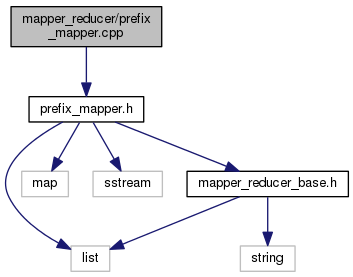 mapper_reducer/prefix
_mapper.cpp
prefix_mapper.h
map
sstream
mapper_reducer_base.h
list
string